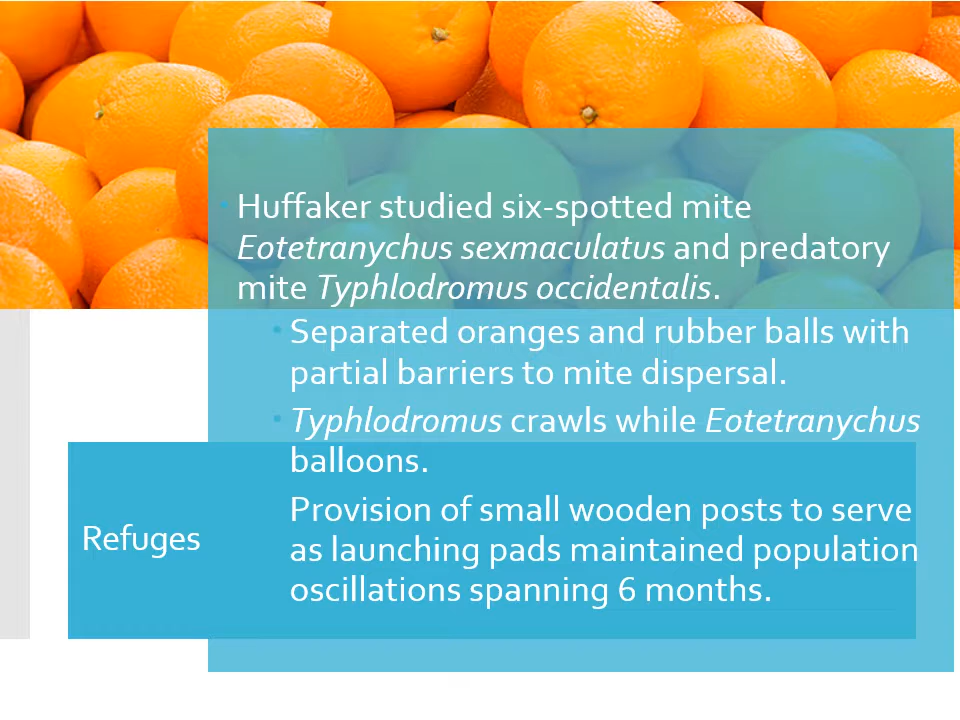 • Huffaker studied six-spotted mite
Eotetranychus sexmaculatus and predatory
mite Typhlodromus occidentalis.
• Separated oranges and rubber balls with
partial barriers to mite dispersal.
• Typhlodromus crawls while Eotetranychus
balloons.
Provision of small wooden posts to serve
as launching pads maintained population
oscillations spanning 6 months.
Refuges